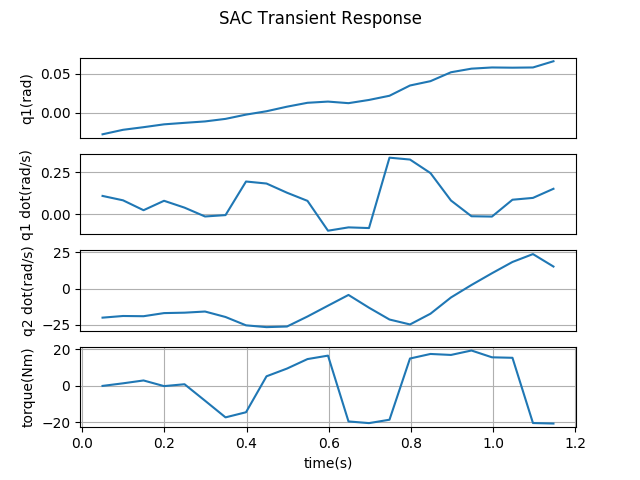 SAC Transient Response
q1(rad)
0.05
0.00
q1 dot(rad/s)
0.25
0.00
q2 dot(rad/s)
25
0
−25
torque(Nm)
20
0
−20
0.0 0.2 0.4 0.6 0.8 1.0 1.2
time(s)